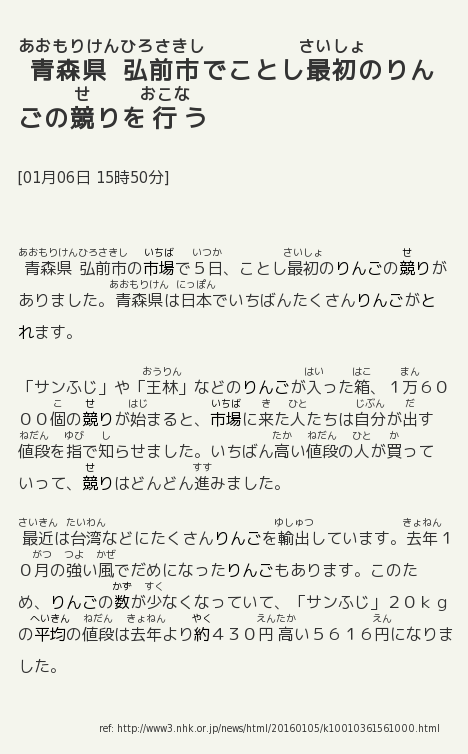 青森県 弘前市でことし最初のりん
ごの競りを行う
[01月06日 15時50分]
青森県 弘前市の市場で５日、ことし最初のりんごの競りが
ありました。青森県は日本でいちばんたくさんりんごがと
れます。
「サンふじ」や「王林」などのりんごが入った箱、１万６０
００個の競りが始まると、市場に来た人たちは自分が出す
値段を指で知らせました。いちばん高い値段の人が買って
いって、競りはどんどん進みました。
最近は台湾などにたくさんりんごを輸出しています。去年１
０月の強い風でだめになったりんごもあります。このた
め、りんごの数が少なくなっていて、「サンふじ」２０ｋｇ
の平均の値段は去年より約４３０円 高い５６１６円になりま
した。
ref: http://www3.nhk.or.jp/news/html/20160105/k10010361561000.html